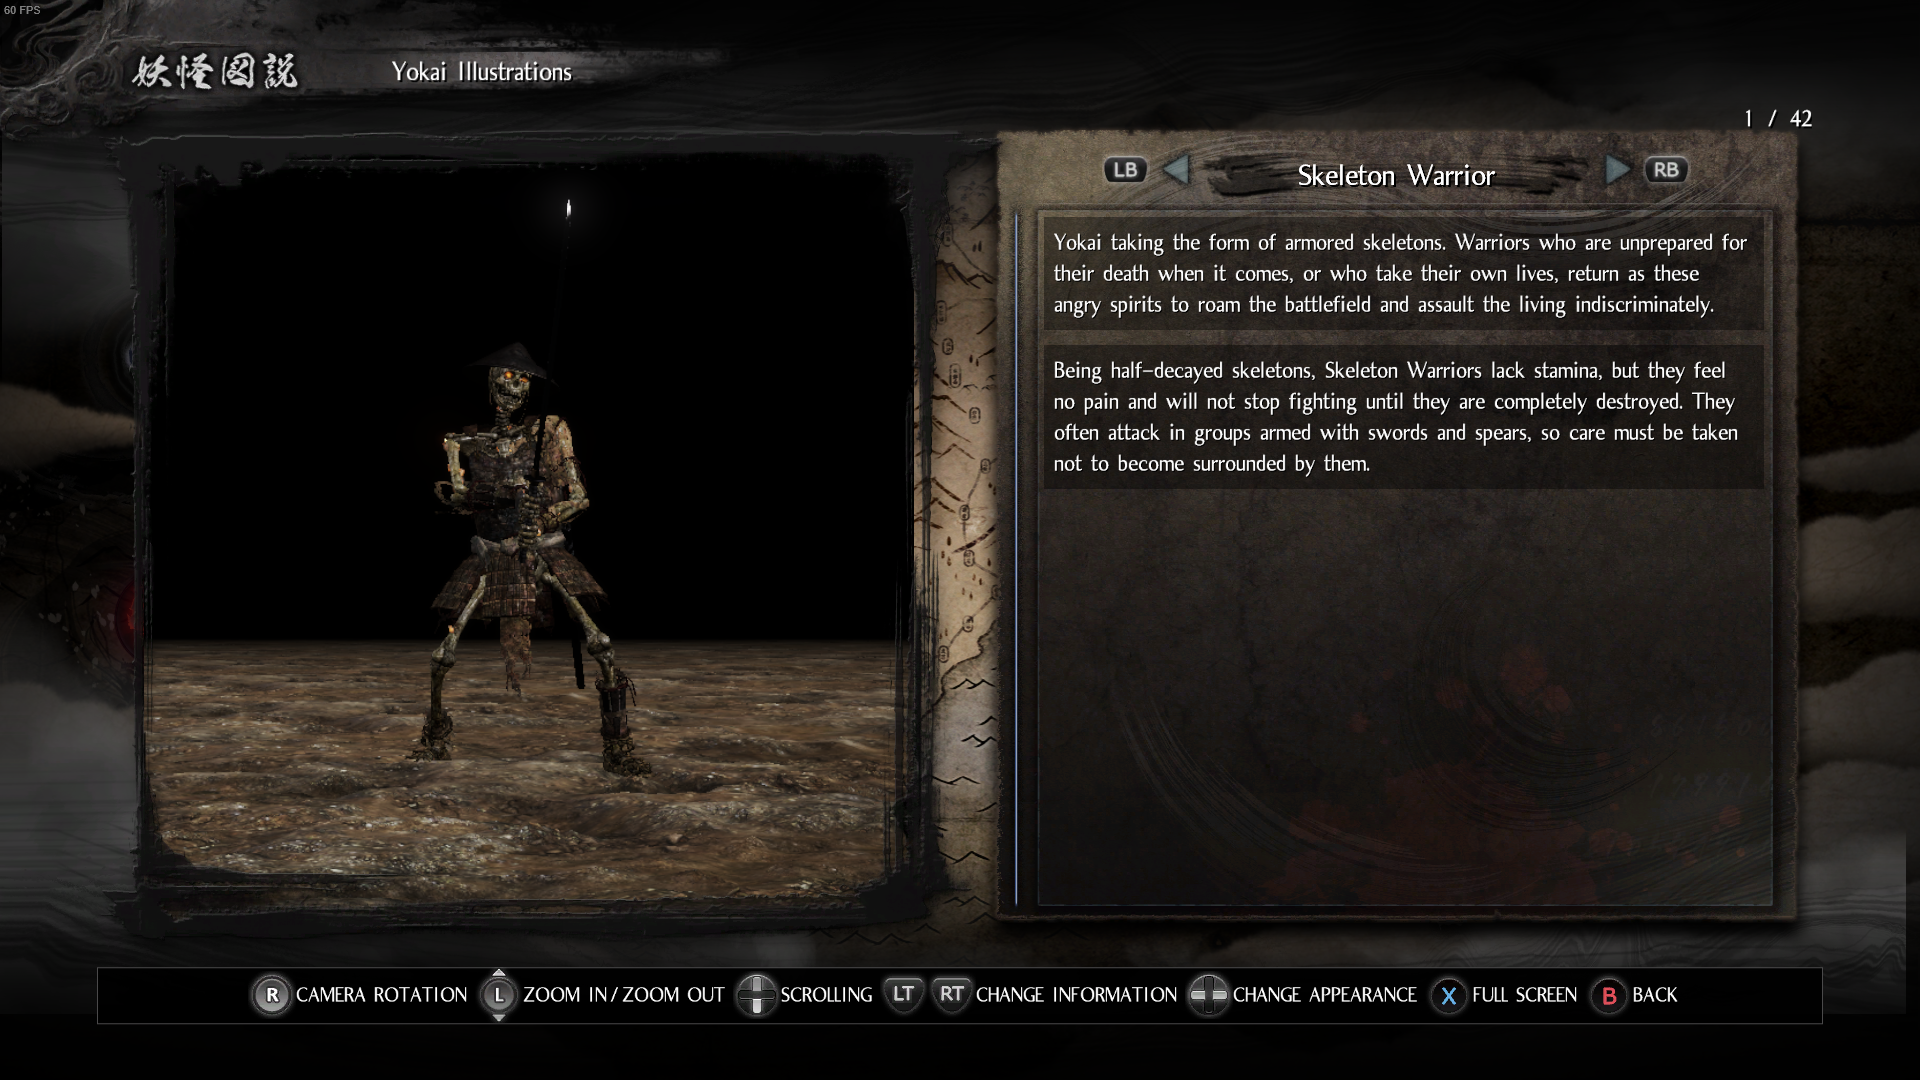 60 FPS
妖怪図説
Yokai Illustrations
1 / 42
LB
Skeleton Warrior
RB
Yokai taking the form of armored skeletons. Warriors who are unprepared for
their death when it comes, or who take their own lives, return as these
angry spirits to roam the battlefield and assault the living indiscriminately.
Being half-decayed skeletons, Skeleton Warriors lack stamina, but they feel
no pain and will not stop fighting until they are completely destroyed. They
often attack in groups armed with swords and spears, so care must be taken
not to become surrounded by them.
R CAMERA ROTATION L ZOOM IN/ZOOM OUT SCROLLING LT RT CHANGE INFORMATION CHANGE APPEARANCE X FULL SCREEN B BACK